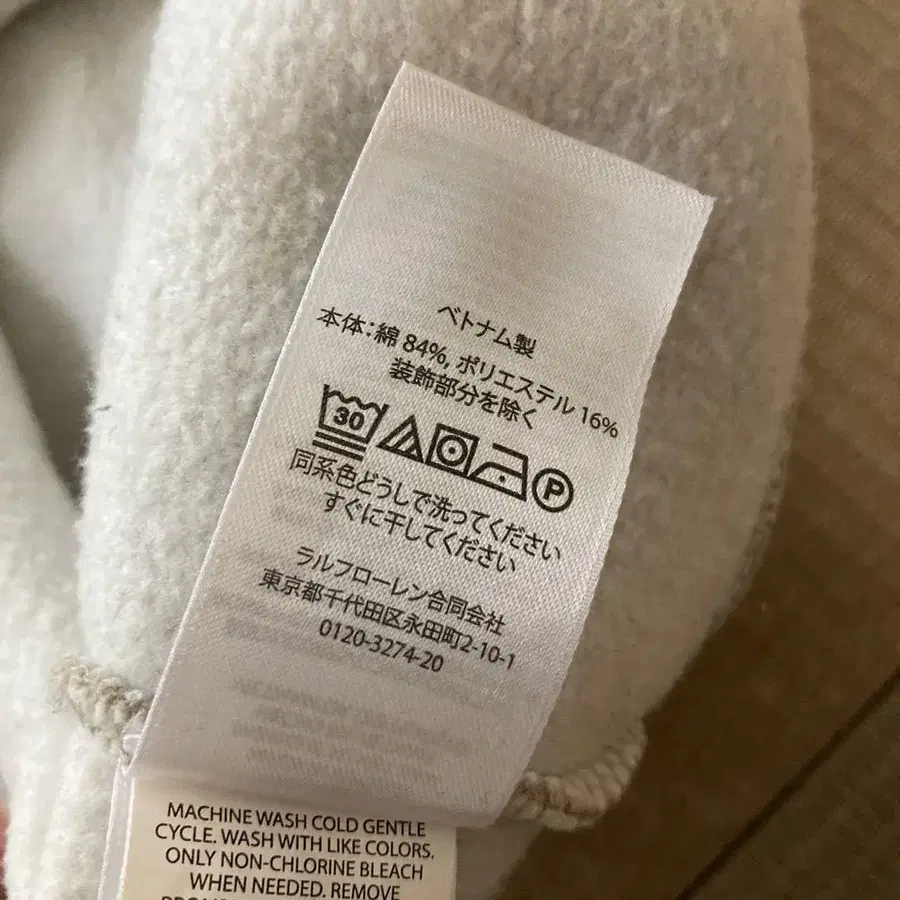 ベトナム製
本体：綿 84%, ポリエステル 16%
装飾部分を除く
30 P
同系色どうしで洗ってください
すぐに干してください
ラルフローレン合同会社
東京都千代田区永田町2-10-1
0120-3274-20
MACHINE WASH COLD GENTLE
CYCLE. WASH WITH LIKE COLORS.
ONLY NON-CHLORINE BLEACH
WHEN NEEDED. REMOVE